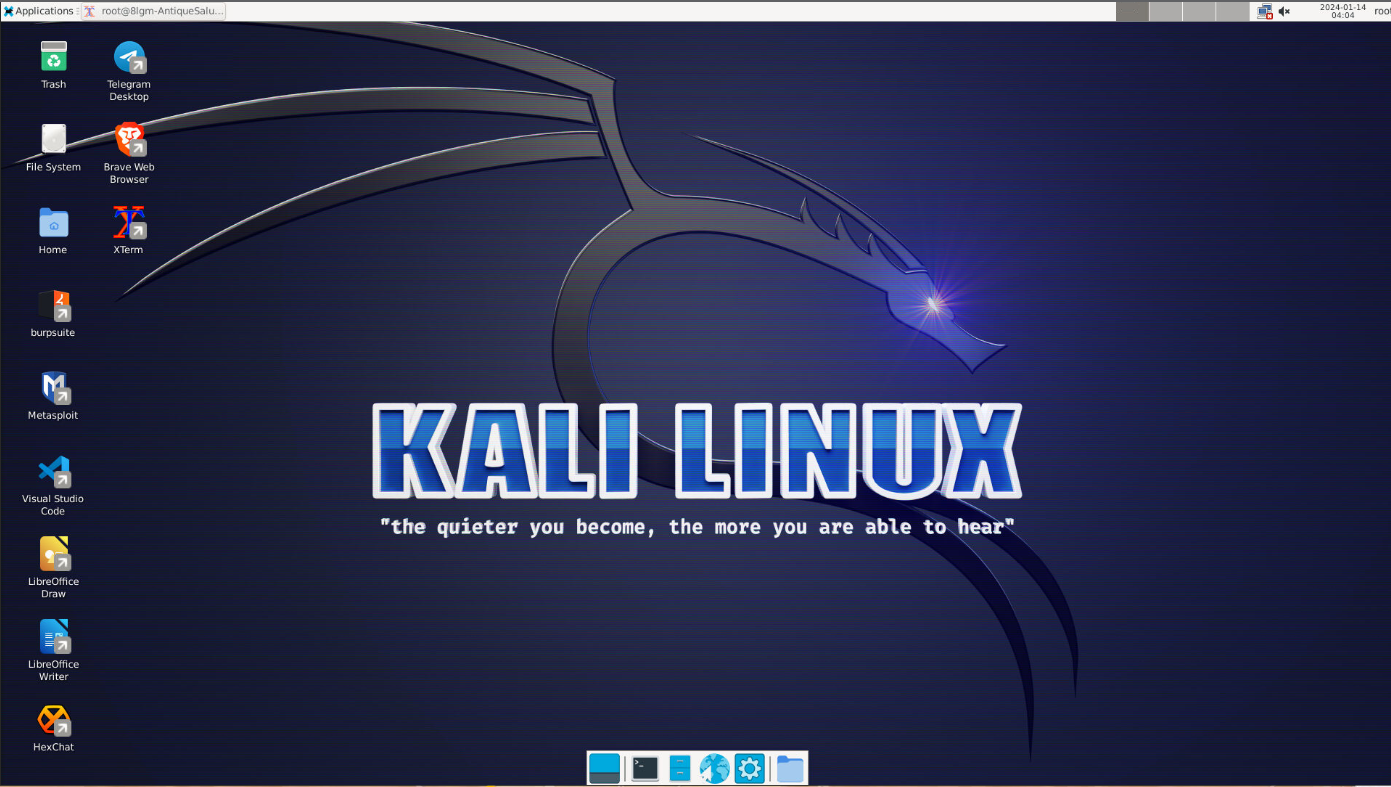 Applications
root@8lgm-AntiqueSalu...
2024-01-14
04:04
root
Trash
Telegram
Desktop
File System
Brave Web
Browser
Home
XTerm
burpsuite
Metasploit
Visual Studio
Code
LibreOffice
Draw
LibreOffice
Writer
HexChat
KALI LINUX
"the quieter you become, the more you are able to hear"